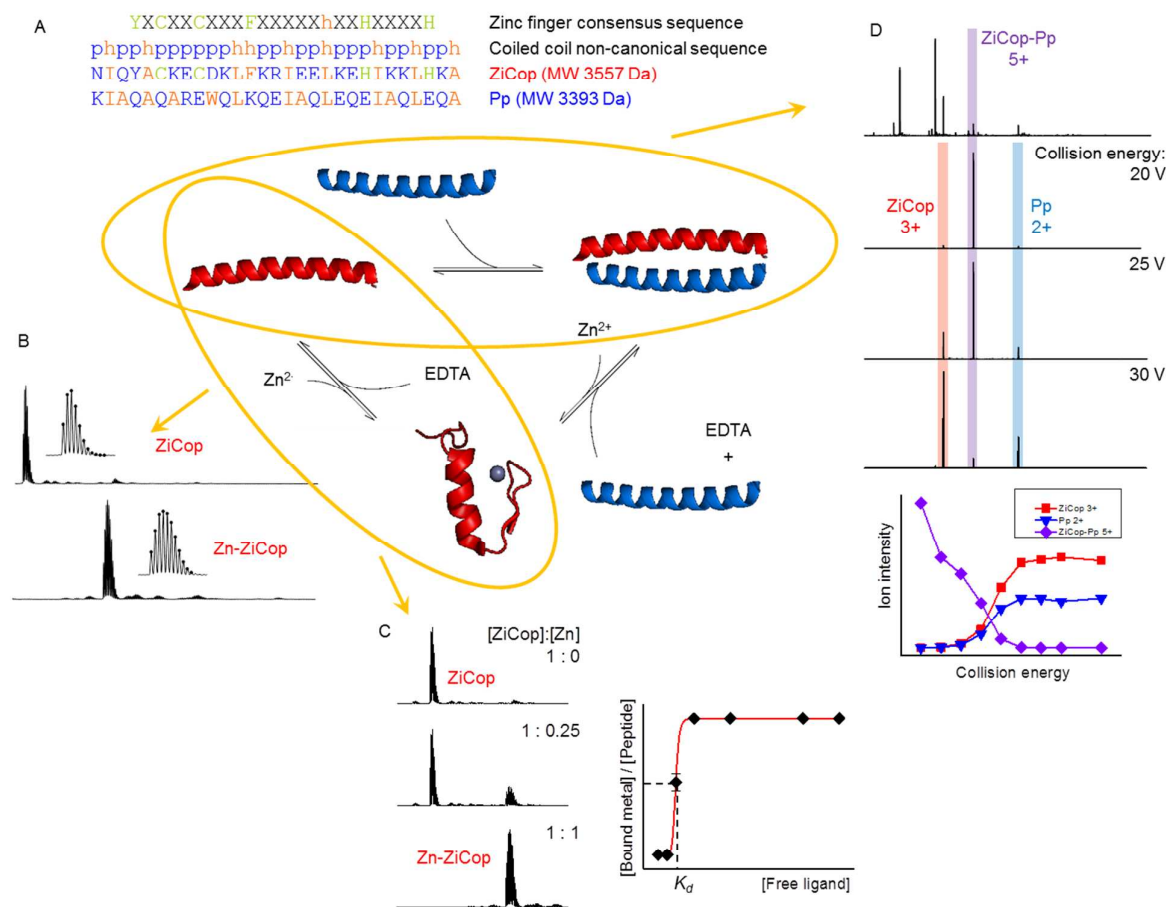 A
YXCXXCXXXFXXXXXhXXHXXXXH Zinc finger consensus sequence
phpphpppppphhpphpphppphpphpph Coiled coil non-canonical sequence
NIQYACKECDKLFKRIEELKEHIKKLHKA ZiCop (MW 3557 Da)
KIAQAQAREWQLKQEIAQLEQEIAQLEQA Pp (MW 3393 Da)
Zn²⁺
Zn²·
EDTA
EDTA
+
B
ZiCop
Zn-ZiCop
C
[ZiCop]:[Zn]
1 : 0
ZiCop
1 : 0.25
1 : 1
Zn-ZiCop
[Bound metal] / [Peptide]
K_d
[Free ligand]
D
ZiCop-Pp
5+
Collision energy:
20 V
ZiCop
3+
Pp
2+
25 V
30 V
ZiCop 3+
Pp 2+
ZiCop-Pp 5+
Ion intensity
Collision energy